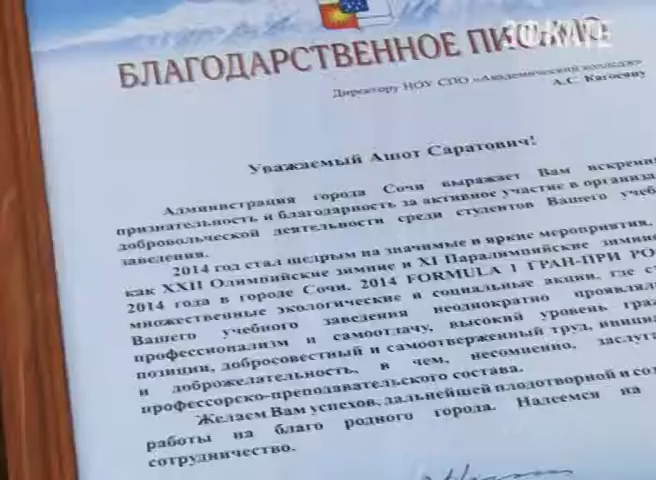 БЛАГОДАРСТВЕННОЕ ПИСЬМО
Директору НОУ СПО «Академический колледж»
А.С. Кагосяну
Уважаемый Ашот Саратович!
Администрация города Сочи выражает Вам искренн
признательность и благодарность за активное участие в организа
добровольческой деятельности среди студентов Вашего учеб
заведения.
2014 год стал щедрым на значимые и яркие мероприятия,
как XXII Олимпийские зимние и XI Паралимпийские зимние
2014 года в городе Сочи, 2014 FORMULA 1 ГРАН-ПРИ РО
множественные экологические и социальные акции, где с
Вашего учебного заведения неоднократно проявлял
профессионализм и самоотдачу, высокий уровень граж
позиции, добросовестный и самоотверженный труд, иници
и доброжелательность, в чем, несомненно, заслуга
профессорско-преподавательского состава.
Желаем Вам успехов, дальнейшей плодотворной и со
работы на благо родного города. Надеемся на
сотрудничество.